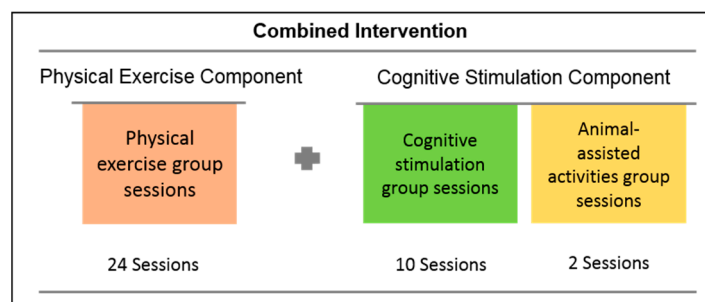 Combined Intervention
Physical Exercise Component
Cognitive Stimulation Component
Physical
exercise group
sessions
Cognitive
stimulation
group sessions
Animal-
assisted
activities group
sessions
24 Sessions
10 Sessions
2 Sessions